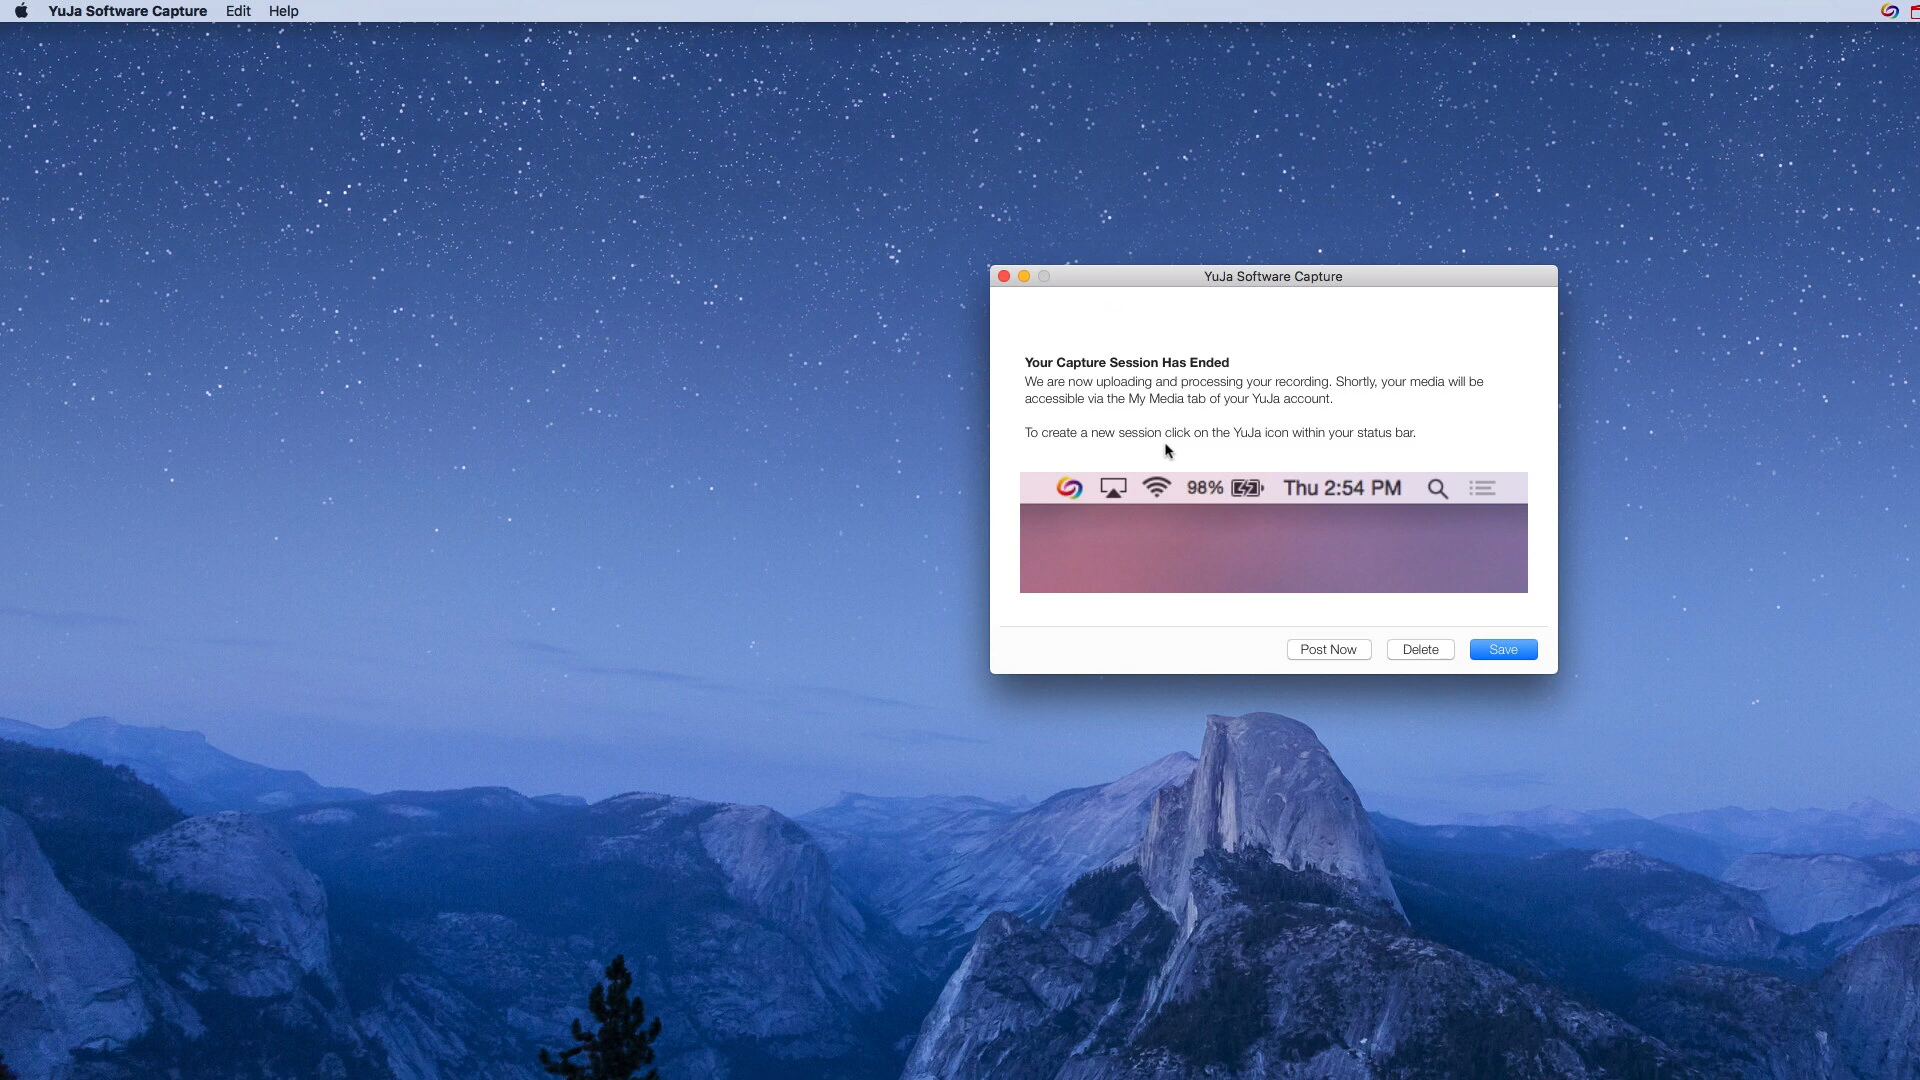 YuJa Software Capture Edit Help
YuJa Software Capture
Your Capture Session Has Ended
We are now uploading and processing your recording. Shortly, your media will be
accessible via the My Media tab of your YuJa account.
To create a new session click on the YuJa icon within your status bar.
98% Thu 2:54 PM
Post Now Delete Save